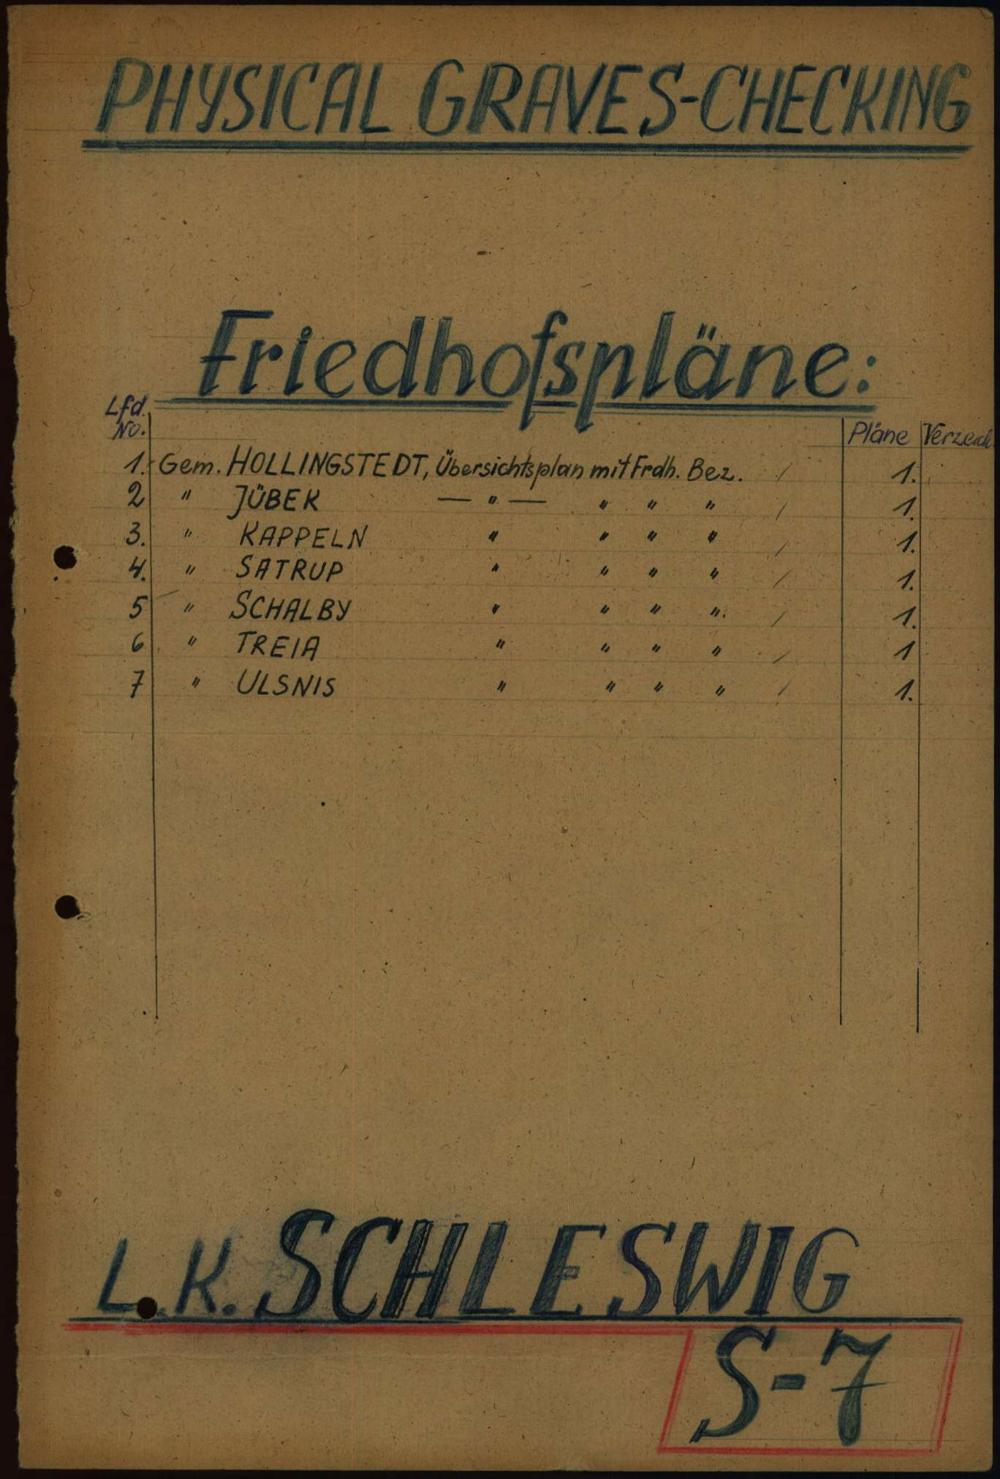 PHYSICAL GRAVES-CHECKING
Friedhofspläne:
Lfd. No. Pläne Verzeich
1. Gem. HOLLINGSTEDT, Übersichtsplan mit Frdh. Bez. / 1.
2 " JÜBEK — " — " " " / 1.
3. " KAPPELN " " " " / 1.
4. " SATRUP " " " " / 1.
5 " SCHALBY " " " ". / 1.
6 " TREIA " " " " / 1
7 " ULSNIS " " " " / 1.
L.K. SCHLESWIG
S-7